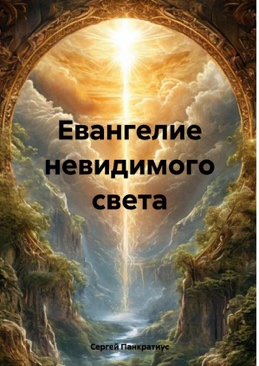 Евангелие
невидимого
света
Сергей Панкратиус